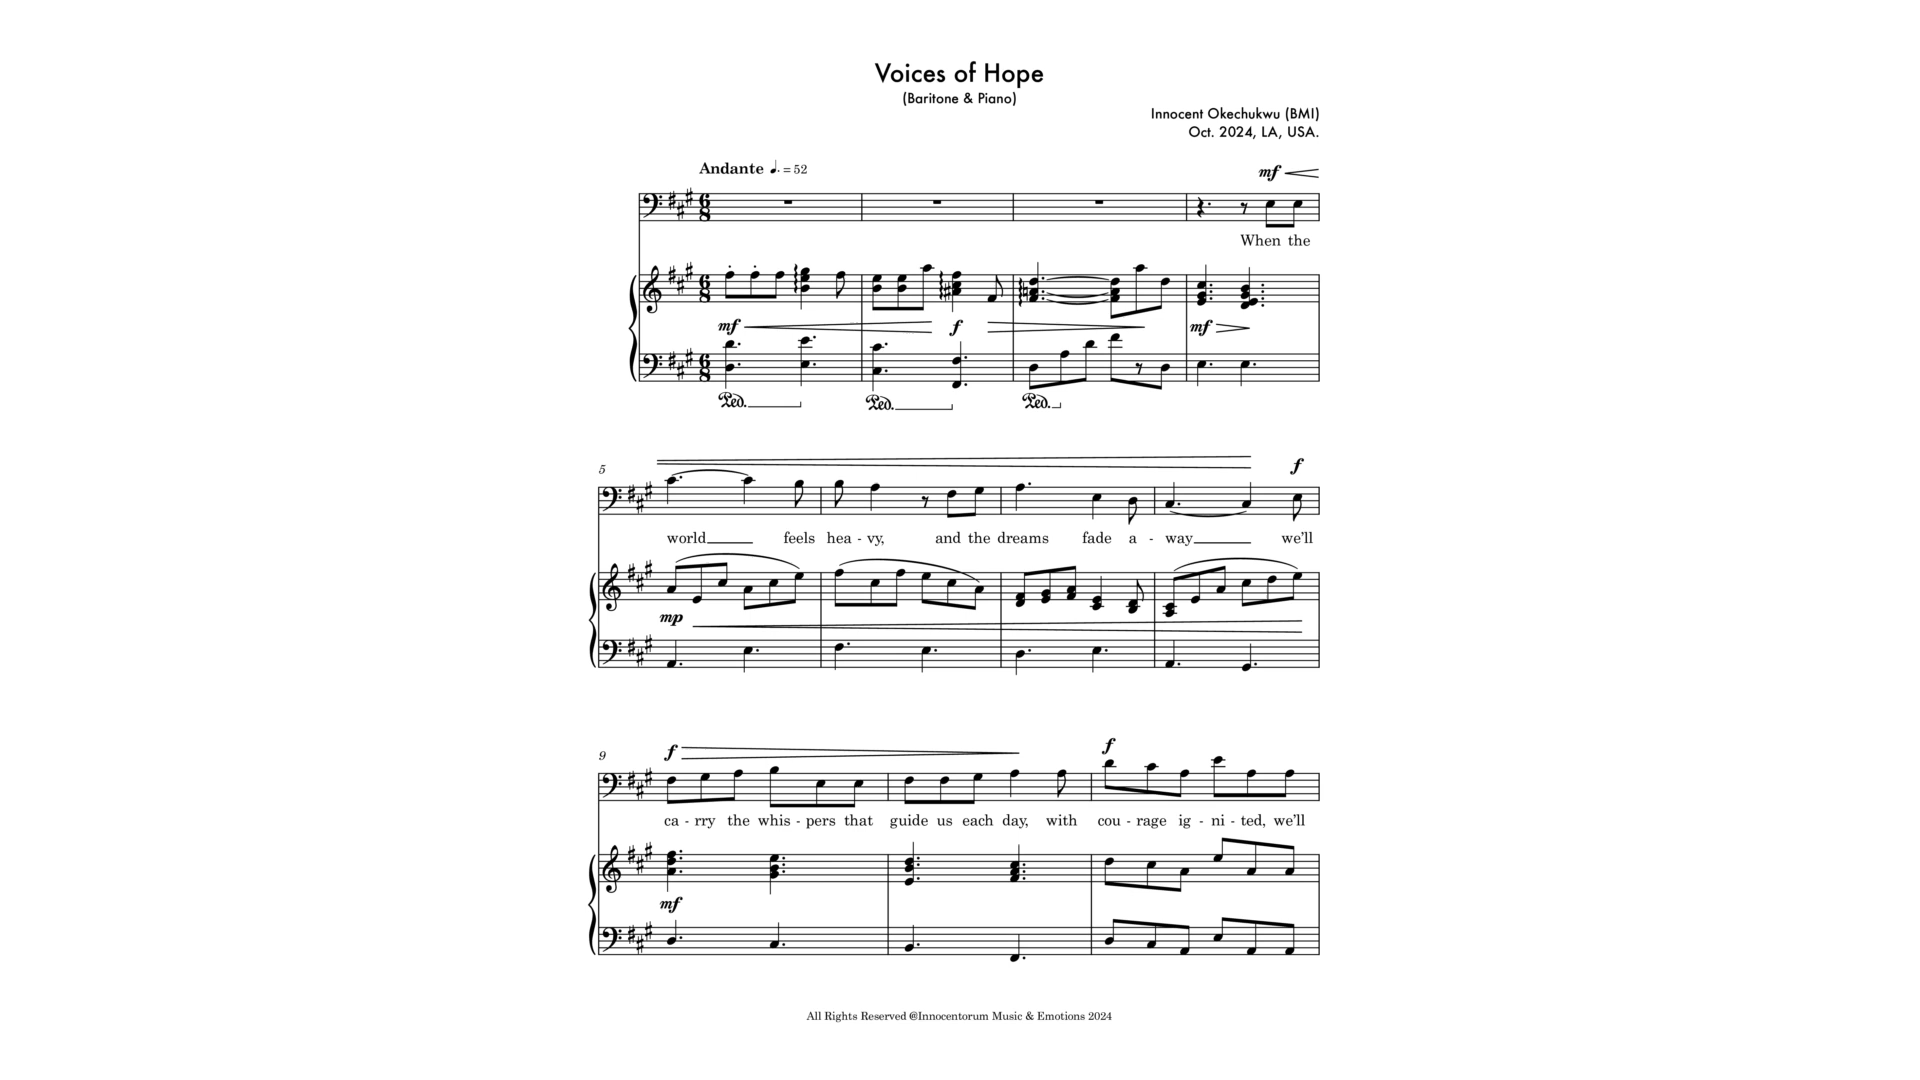 Voices of Hope
(Baritone & Piano)
Innocent Okechukwu (BMI)
Oct. 2024, LA, USA.
Andante ♩. = 52
mf
When the
mf f mf
Ped. Ped. Ped.
5
f
world feels hea - vy, and the dreams fade a - way we'll
mp
9
f f
ca - rry the whis - pers that guide us each day, with cou - rage ig - ni - ted, we'll
mf
All Rights Reserved @Innocentorum Music & Emotions 2024